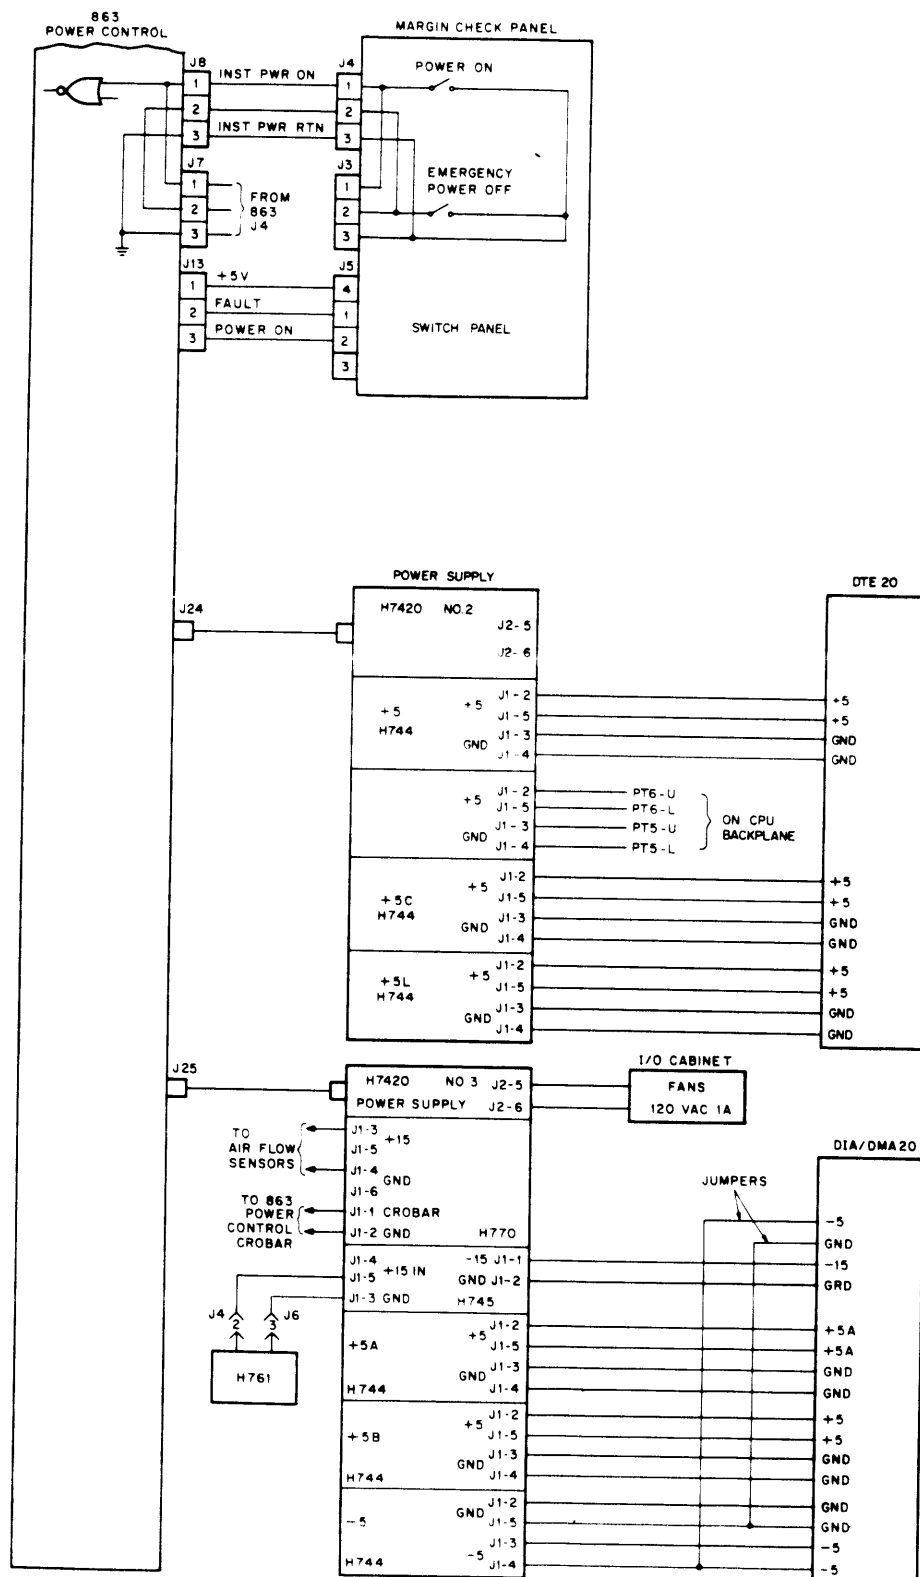 863
POWER CONTROL
MARGIN CHECK PANEL
J8
1
2
3
INST PWR ON
INST PWR RTN
J4
1
2
3
POWER ON
J7
1
2
3
FROM
863
J4
J3
1
2
3
EMERGENCY
POWER OFF
J13
1
2
3
+5V
FAULT
POWER ON
J5
4
1
2
3
SWITCH PANEL
POWER SUPPLY
DTE 20
J24
H7420 NO.2
J2-5
J2-6
+5
H744
+5
GND
J1-2
J1-5
J1-3
J1-4
+5
+5
GND
GND
+5
GND
J1-2
J1-5
J1-3
J1-4
PT6-U
PT6-L
PT5-U
PT5-L
ON CPU
BACKPLANE
+5C
H744
+5
GND
J1-2
J1-5
J1-3
J1-4
+5
+5
GND
GND
+5L
H744
+5
GND
J1-2
J1-5
J1-3
J1-4
+5
+5
GND
GND
J25
H7420 NO 3 J2-5
POWER SUPPLY J2-6
I/O CABINET
FANS
120 VAC 1A
TO
AIR FLOW
SENSORS
J1-3
J1-5
+15
J1-4
J1-6
GND
TO 863
POWER
CONTROL
CROBAR
J1-1 CROBAR
J1-2 GND
H770
DIA/DMA20
JUMPERS
-5
GND
-15
GRD
J1-4
J1-5
+15 IN
J1-3 GND
-15 J1-1
GND J1-2
H745
J4
2
J6
3
H761
+5A
H744
+5
GND
J1-2
J1-5
J1-3
J1-4
+5A
+5A
GND
GND
+5B
H744
+5
GND
J1-2
J1-5
J1-3
J1-4
+5
+5
GND
GND
-5
H744
GND
-5
J1-2
J1-5
J1-3
J1-4
GND
GND
-5
-5